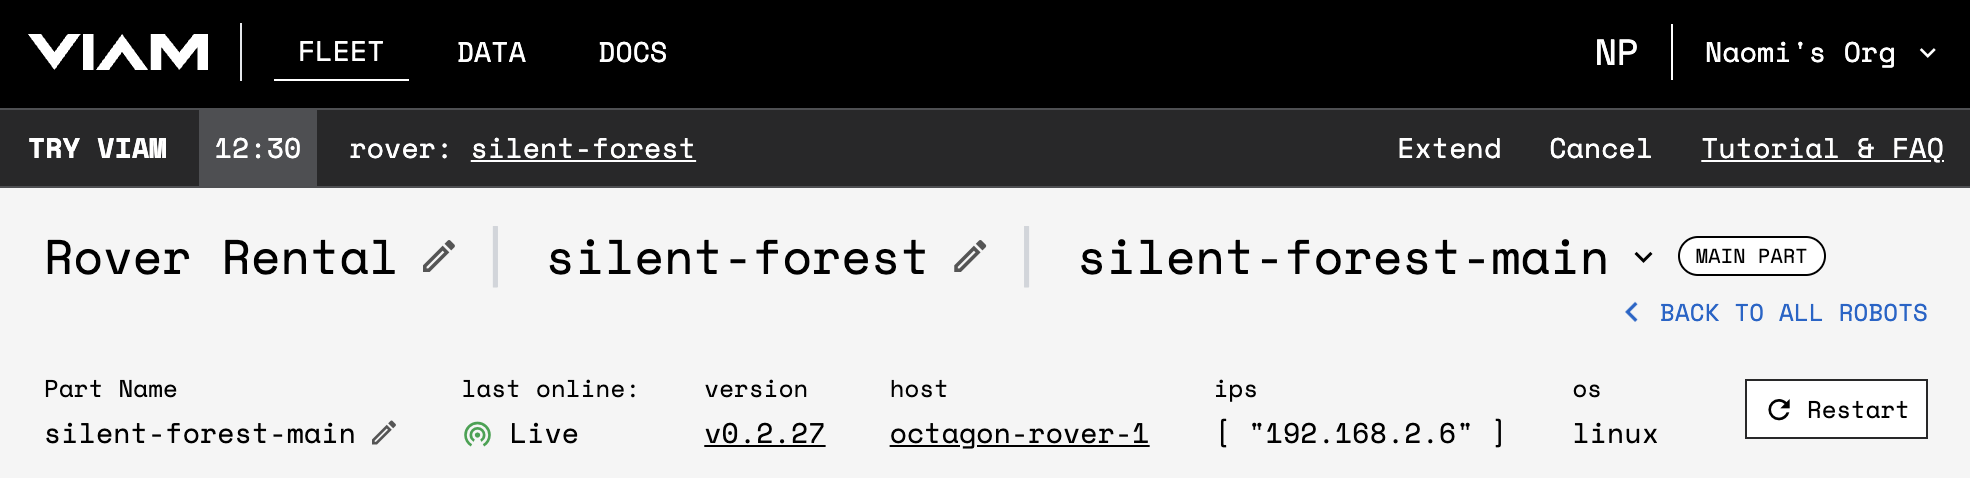 VIAM FLEET DATA DOCS NP Naomi's Org
TRY VIAM 12:30 rover: silent-forest Extend Cancel Tutorial & FAQ
Rover Rental silent-forest silent-forest-main MAIN PART
BACK TO ALL ROBOTS
Part Name last online: version host ips os
silent-forest-main Live v0.2.27 octagon-rover-1 [ "192.168.2.6" ] linux Restart